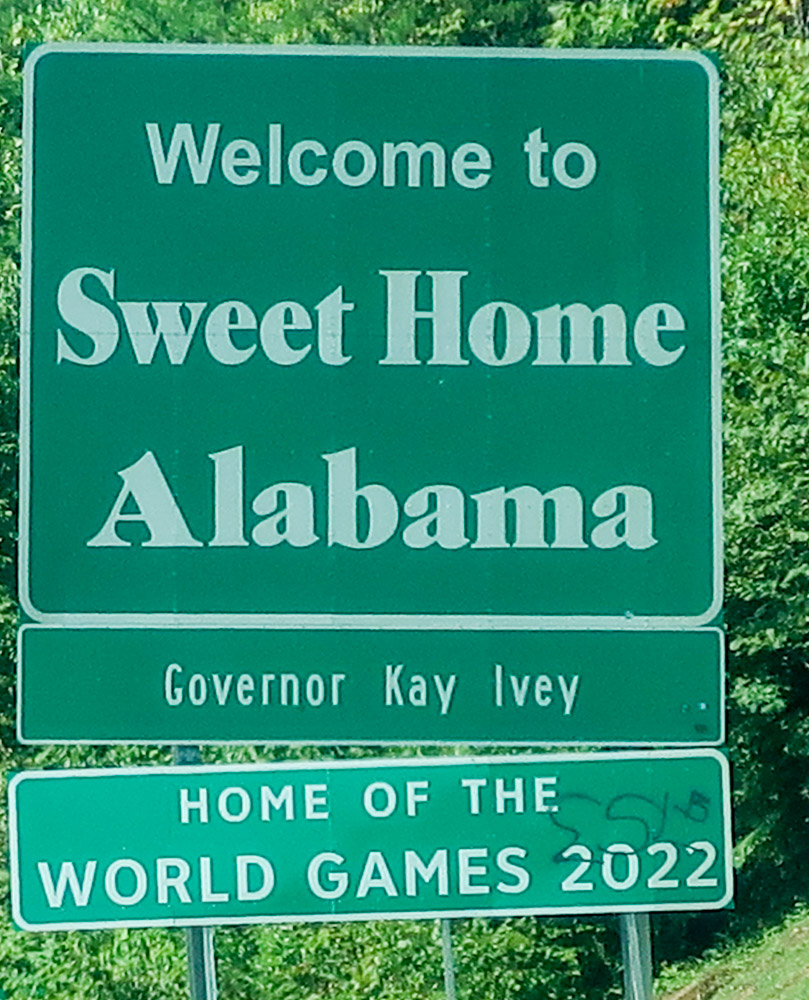 Welcome to
Sweet Home
Alabama
Governor Kay Ivey
HOME OF THE
WORLD GAMES 2022